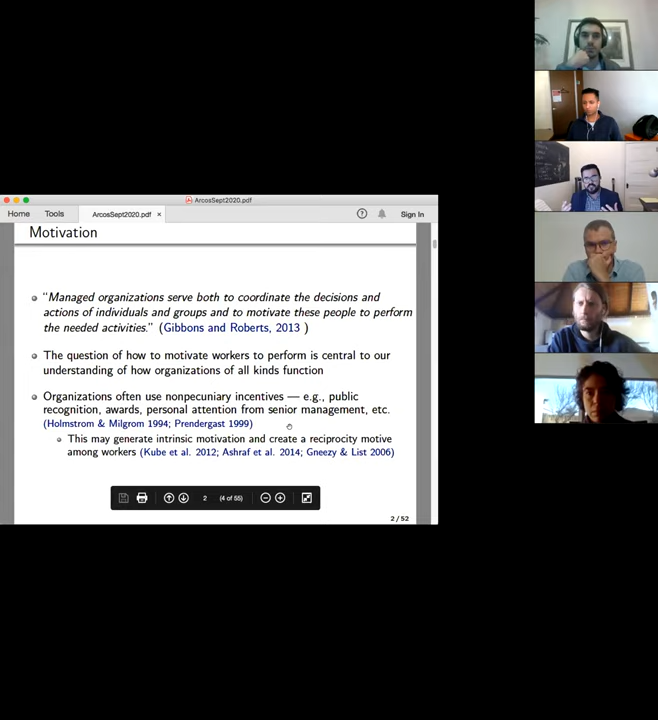 ArcosSept2020.pdf
Home Tools ArcosSept2020.pdf × Sign In
Motivation
"Managed organizations serve both to coordinate the decisions and
actions of individuals and groups and to motivate these people to perform
the needed activities." (Gibbons and Roberts, 2013 )
The question of how to motivate workers to perform is central to our
understanding of how organizations of all kinds function
Organizations often use nonpecuniary incentives — e.g., public
recognition, awards, personal attention from senior management, etc.
(Holmstrom & Milgrom 1994; Prendergast 1999)
This may generate intrinsic motivation and create a reciprocity motive
among workers (Kube et al. 2012; Ashraf et al. 2014; Gneezy & List 2006)
2 (4 of 55)
2 / 52